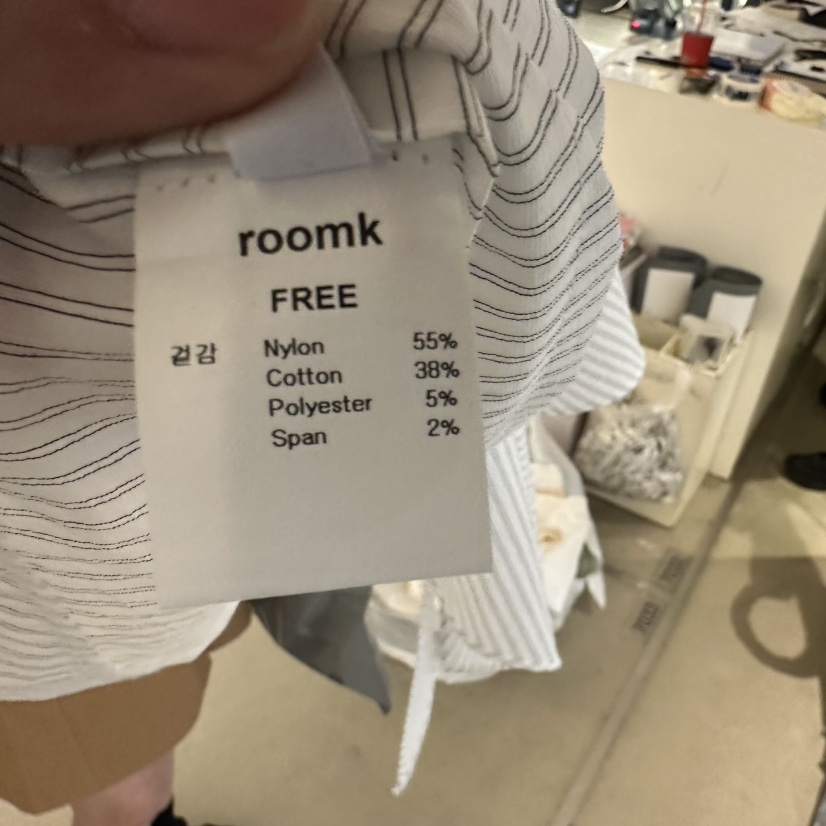 roomk
FREE
겉감 Nylon 55%
Cotton 38%
Polyester 5%
Span 2%